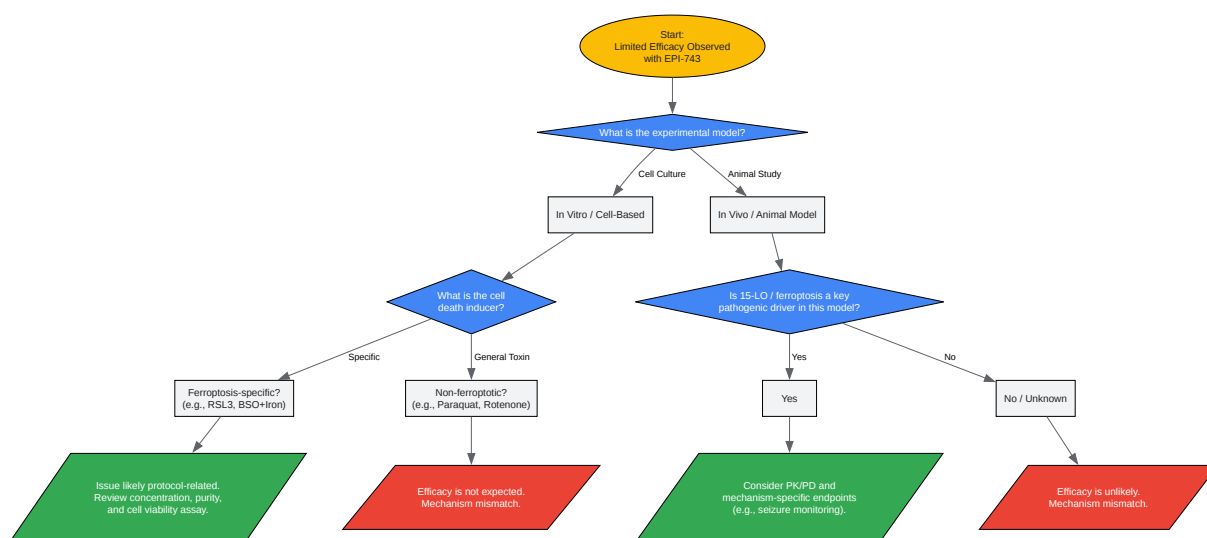 Start:
Limited Efficacy Observed
with EPI-743
What is the experimental model?
Cell Culture
Animal Study
In Vitro / Cell-Based
In Vivo / Animal Model
What is the cell
death inducer?
Is 15-LO / ferroptosis a key
pathogenic driver in this model?
Specific
General Toxin
Yes
No
Ferroptosis-specific?
(e.g., RSL3, BSO+Iron)
Non-ferroptotic?
(e.g., Paraquat, Rotenone)
Yes
No / Unknown
Issue likely protocol-related.
Review concentration, purity,
and cell viability assay.
Efficacy is not expected.
Mechanism mismatch.
Consider PK/PD and
mechanism-specific endpoints
(e.g., seizure monitoring).
Efficacy is unlikely.
Mechanism mismatch.